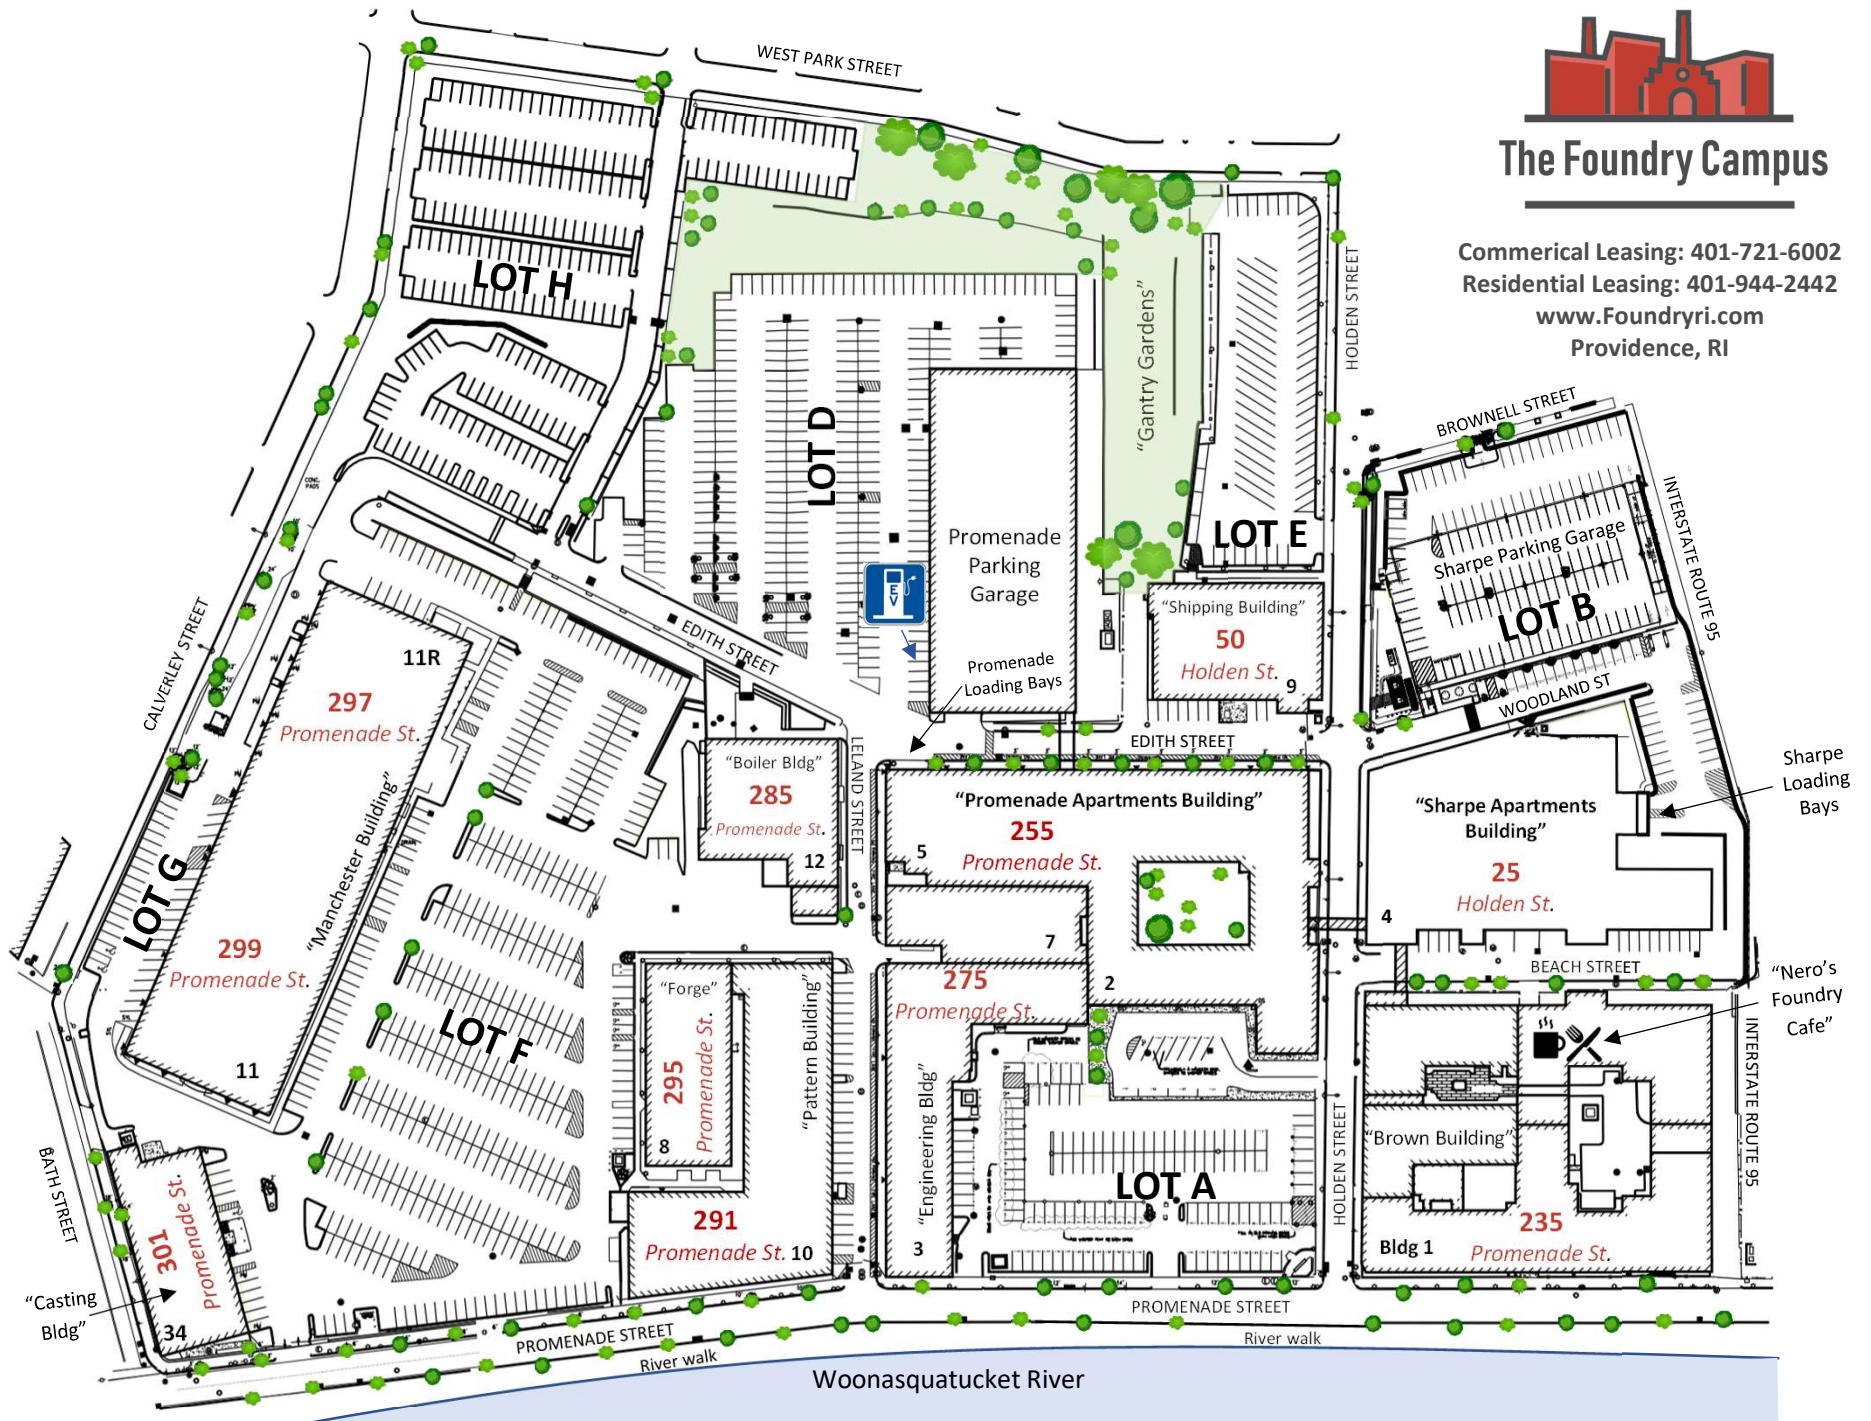 WEST PARK STREET
The Foundry Campus
Commerical Leasing: 401-721-6002
Residential Leasing: 401-944-2442
www.Foundryri.com
Providence, RI
LOT H
HOLDEN STREET
"Gantry Gardens"
LOT D
BROWNELL STREET
INTERSTATE ROUTE 95
LOT E
Sharpe Parking Garage
LOT B
WOODLAND ST
CONC.
PADS
Promenade
Parking
Garage
EV
Promenade
Loading Bays
"Shipping Building"
50
Holden St.
9
EDITH STREET
EDITH STREET
CALVERLEY STREET
11R
297
Promenade St.
"Manchester Building"
299
Promenade St.
11
LOT G
LOT F
"Boiler Bldg"
285
Promenade St.
12
LELAND STREET
"Promenade Apartments Building"
255
Promenade St.
5
7
2
"Sharpe Apartments
Building"
25
Holden St.
4
Sharpe
Loading
Bays
BEACH STREET
"Nero's
Foundry
Cafe"
275
Promenade St.
"Engineering Bldg"
3
"Forge"
295
Promenade St.
8
"Pattern Building"
291
Promenade St. 10
LOT A
HOLDEN STREET
"Brown Building"
235
Bldg 1
Promenade St.
INTERSTATE ROUTE 95
BATH STREET
301
Promenade St.
"Casting
Bldg"
34
PROMENADE STREET
PROMENADE STREET
River walk
River walk
Woonasquatucket River